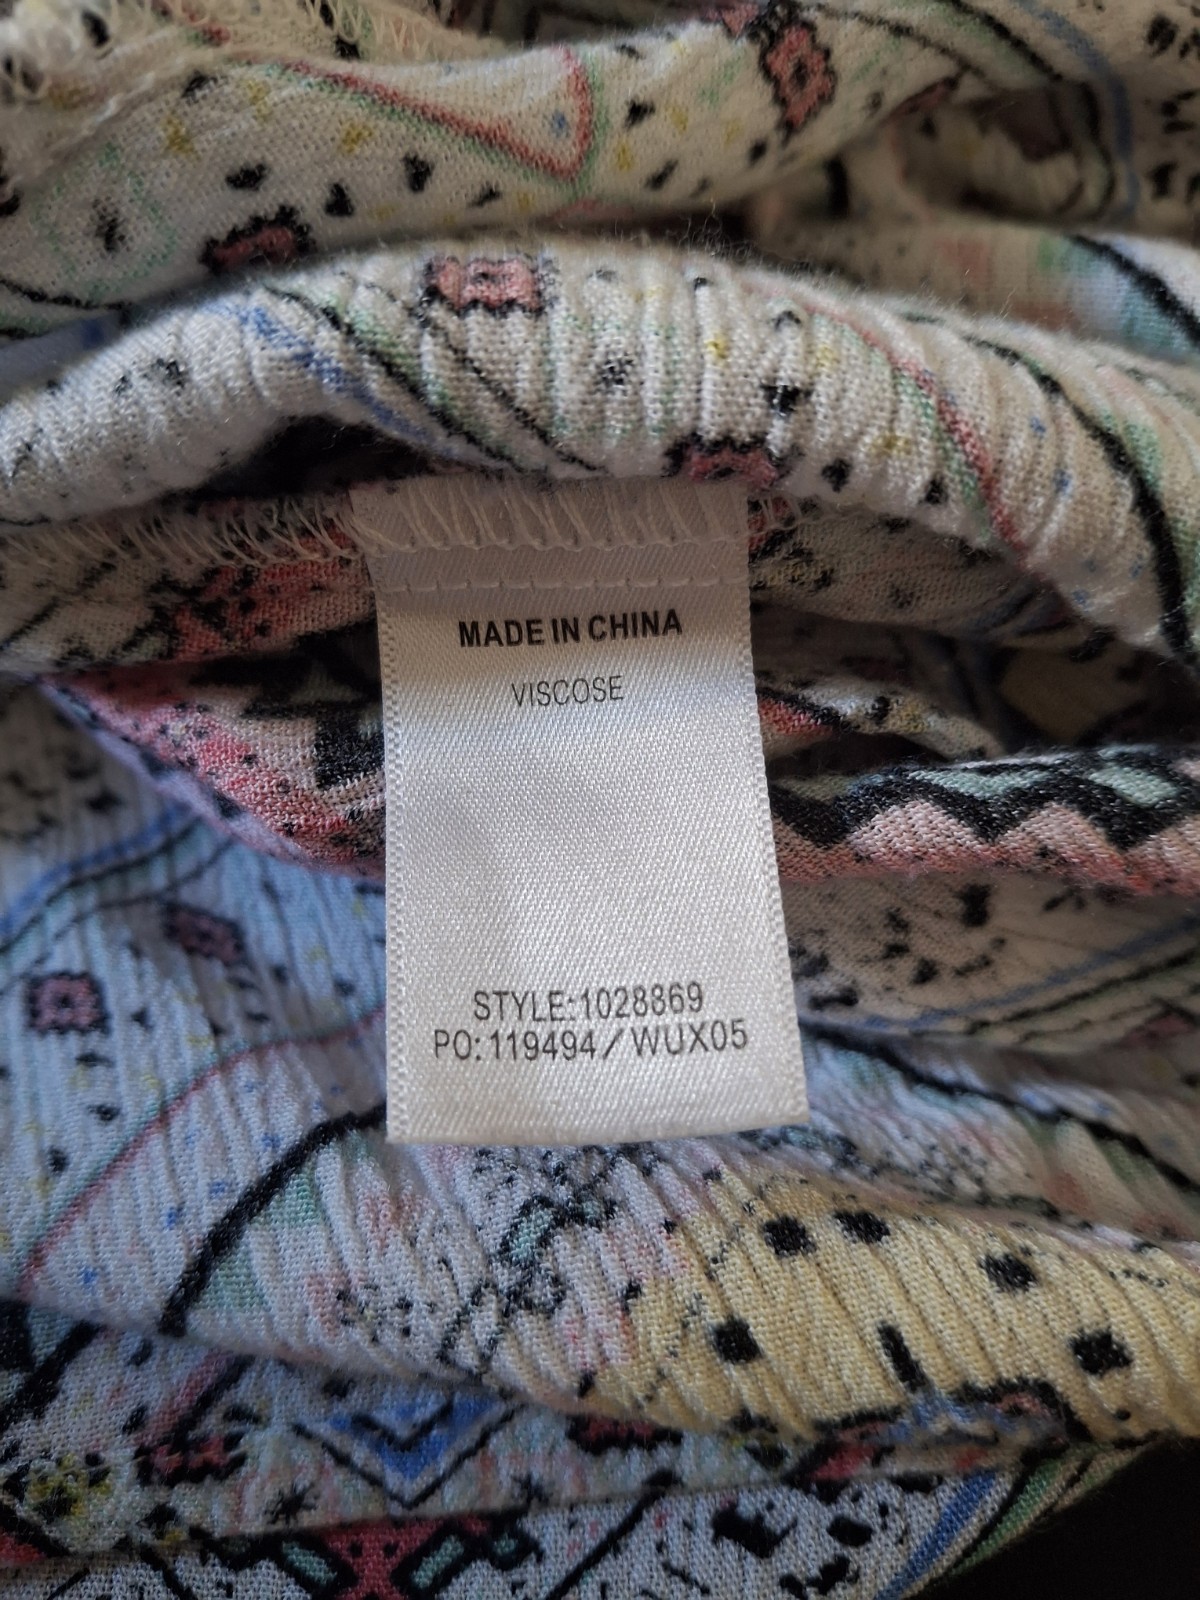 MADE IN CHINA
VISCOSE
STYLE:1028869
PO:119494/WUX05